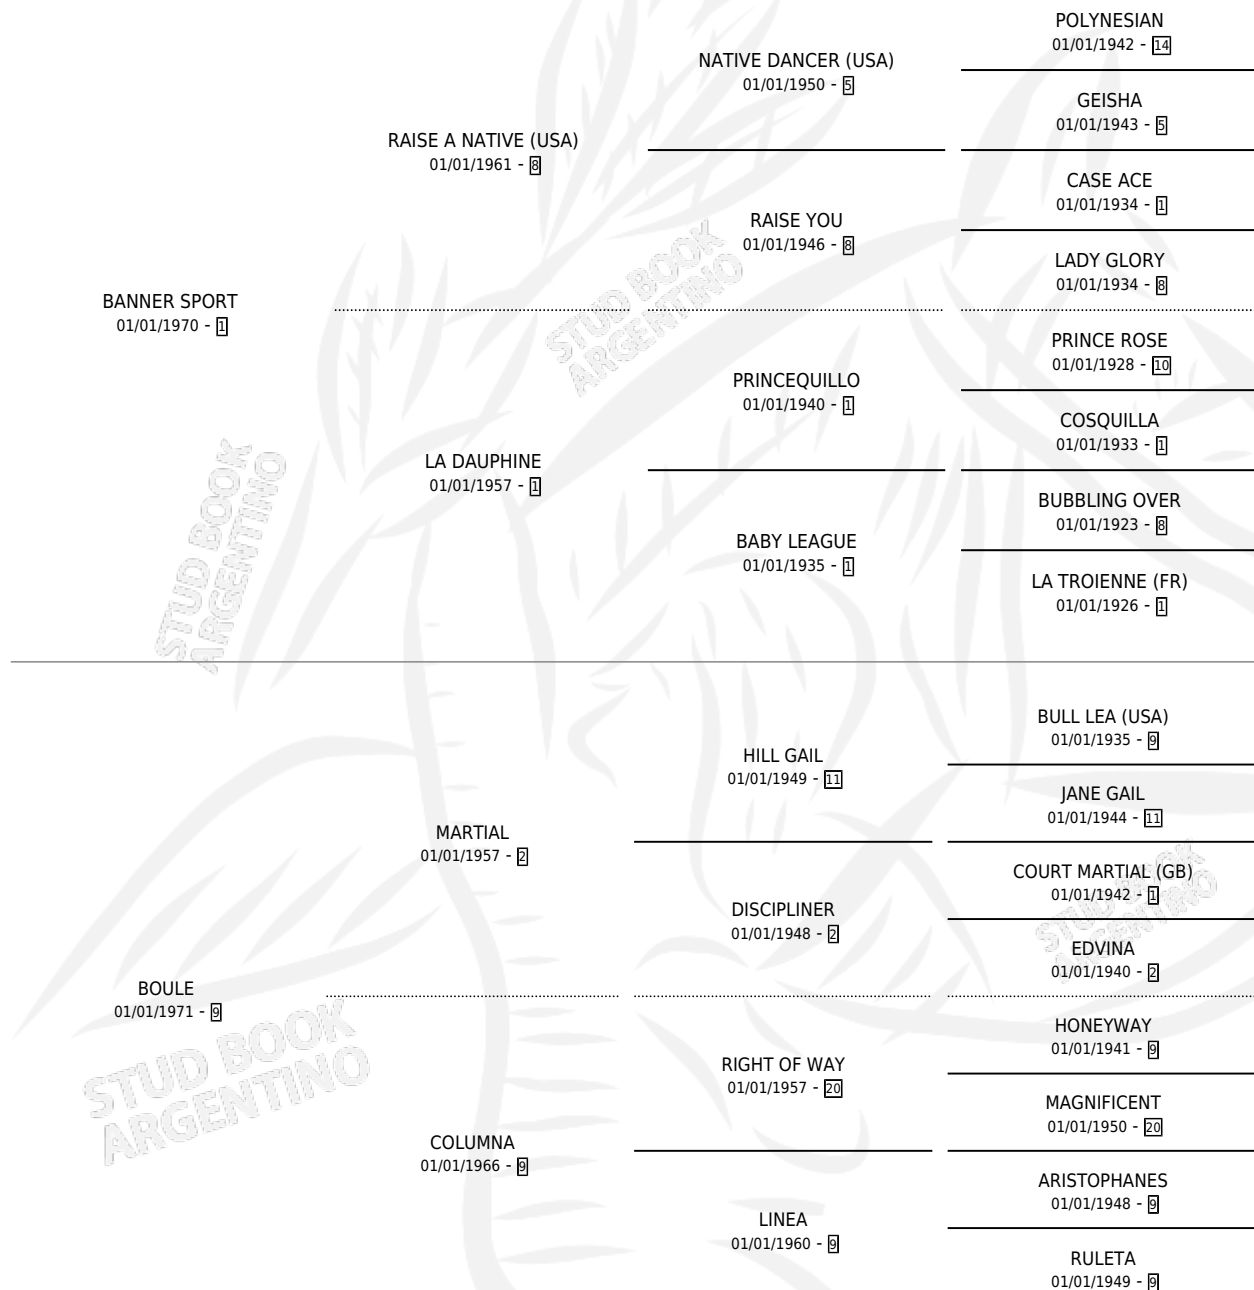 POLYNESIAN
01/01/1942 - 14
NATIVE DANCER (USA)
01/01/1950 - 5
GEISHA
01/01/1943 - 5
RAISE A NATIVE (USA)
01/01/1961 - 8
CASE ACE
01/01/1934 - 1
RAISE YOU
01/01/1946 - 8
LADY GLORY
01/01/1934 - 8
BANNER SPORT
01/01/1970 - 1
PRINCE ROSE
01/01/1928 - 10
PRINCEQUILLO
01/01/1940 - 1
COSQUILLA
01/01/1933 - 1
LA DAUPHINE
01/01/1957 - 1
BUBBLING OVER
01/01/1923 - 8
BABY LEAGUE
01/01/1935 - 1
LA TROIENNE (FR)
01/01/1926 - 1
STUD BOOK
ARGENTINO
STUD BOOK
ARGENTINO
BULL LEA (USA)
01/01/1935 - 9
HILL GAIL
01/01/1949 - 11
JANE GAIL
01/01/1944 - 11
MARTIAL
01/01/1957 - 2
COURT MARTIAL (GB)
01/01/1942 - 1
DISCIPLINER
01/01/1948 - 2
EDVINA
01/01/1940 - 2
STUD BOOK
ARGENTINO
BOULE
01/01/1971 - 9
HONEYWAY
01/01/1941 - 9
RIGHT OF WAY
01/01/1957 - 20
MAGNIFICENT
01/01/1950 - 20
STUD BOOK
ARGENTINO
COLUMNA
01/01/1966 - 9
ARISTOPHANES
01/01/1948 - 9
LINEA
01/01/1960 - 9
RULETA
01/01/1949 - 9